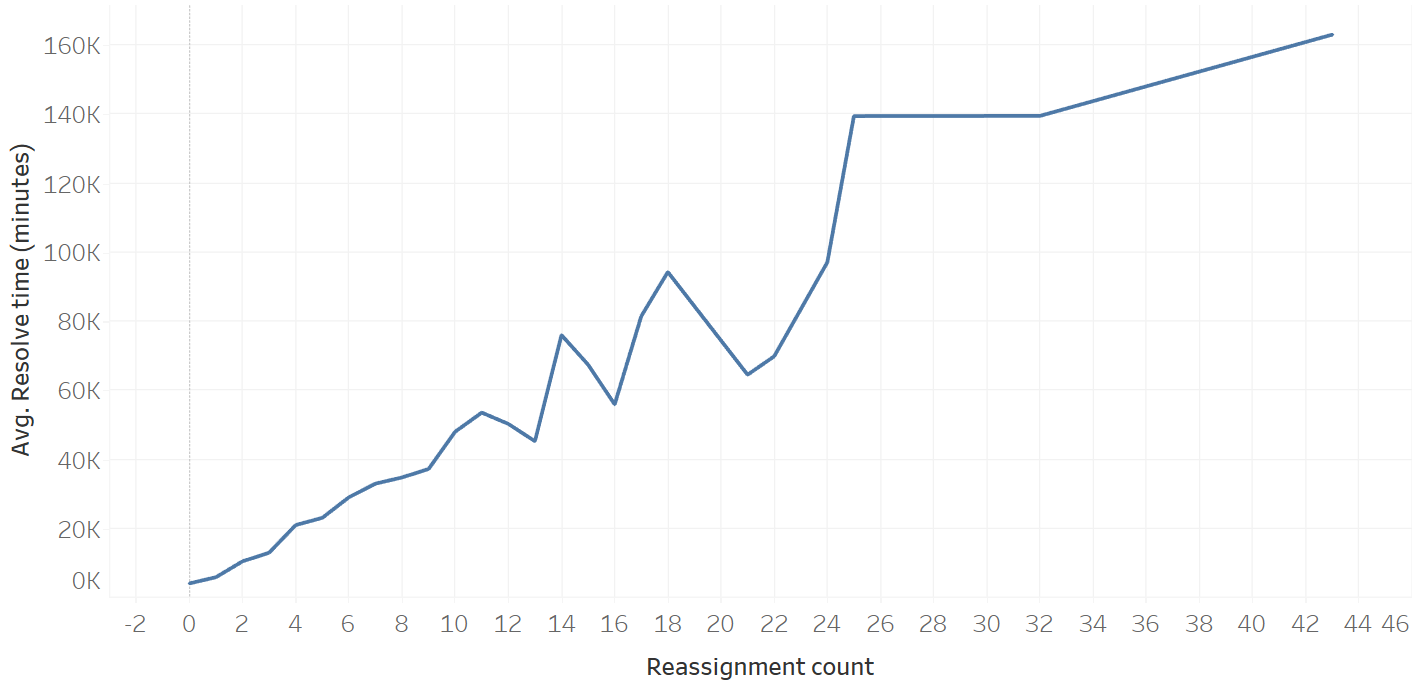 160K
140K
120K
100K
80K
60K
40K
20K
0K
Avg. Resolve time (minutes)
-2 0 2 4 6 8 10 12 14 16 18 20 22 24 26 28 30 32 34 36 38 40 42 44 46
Reassignment count